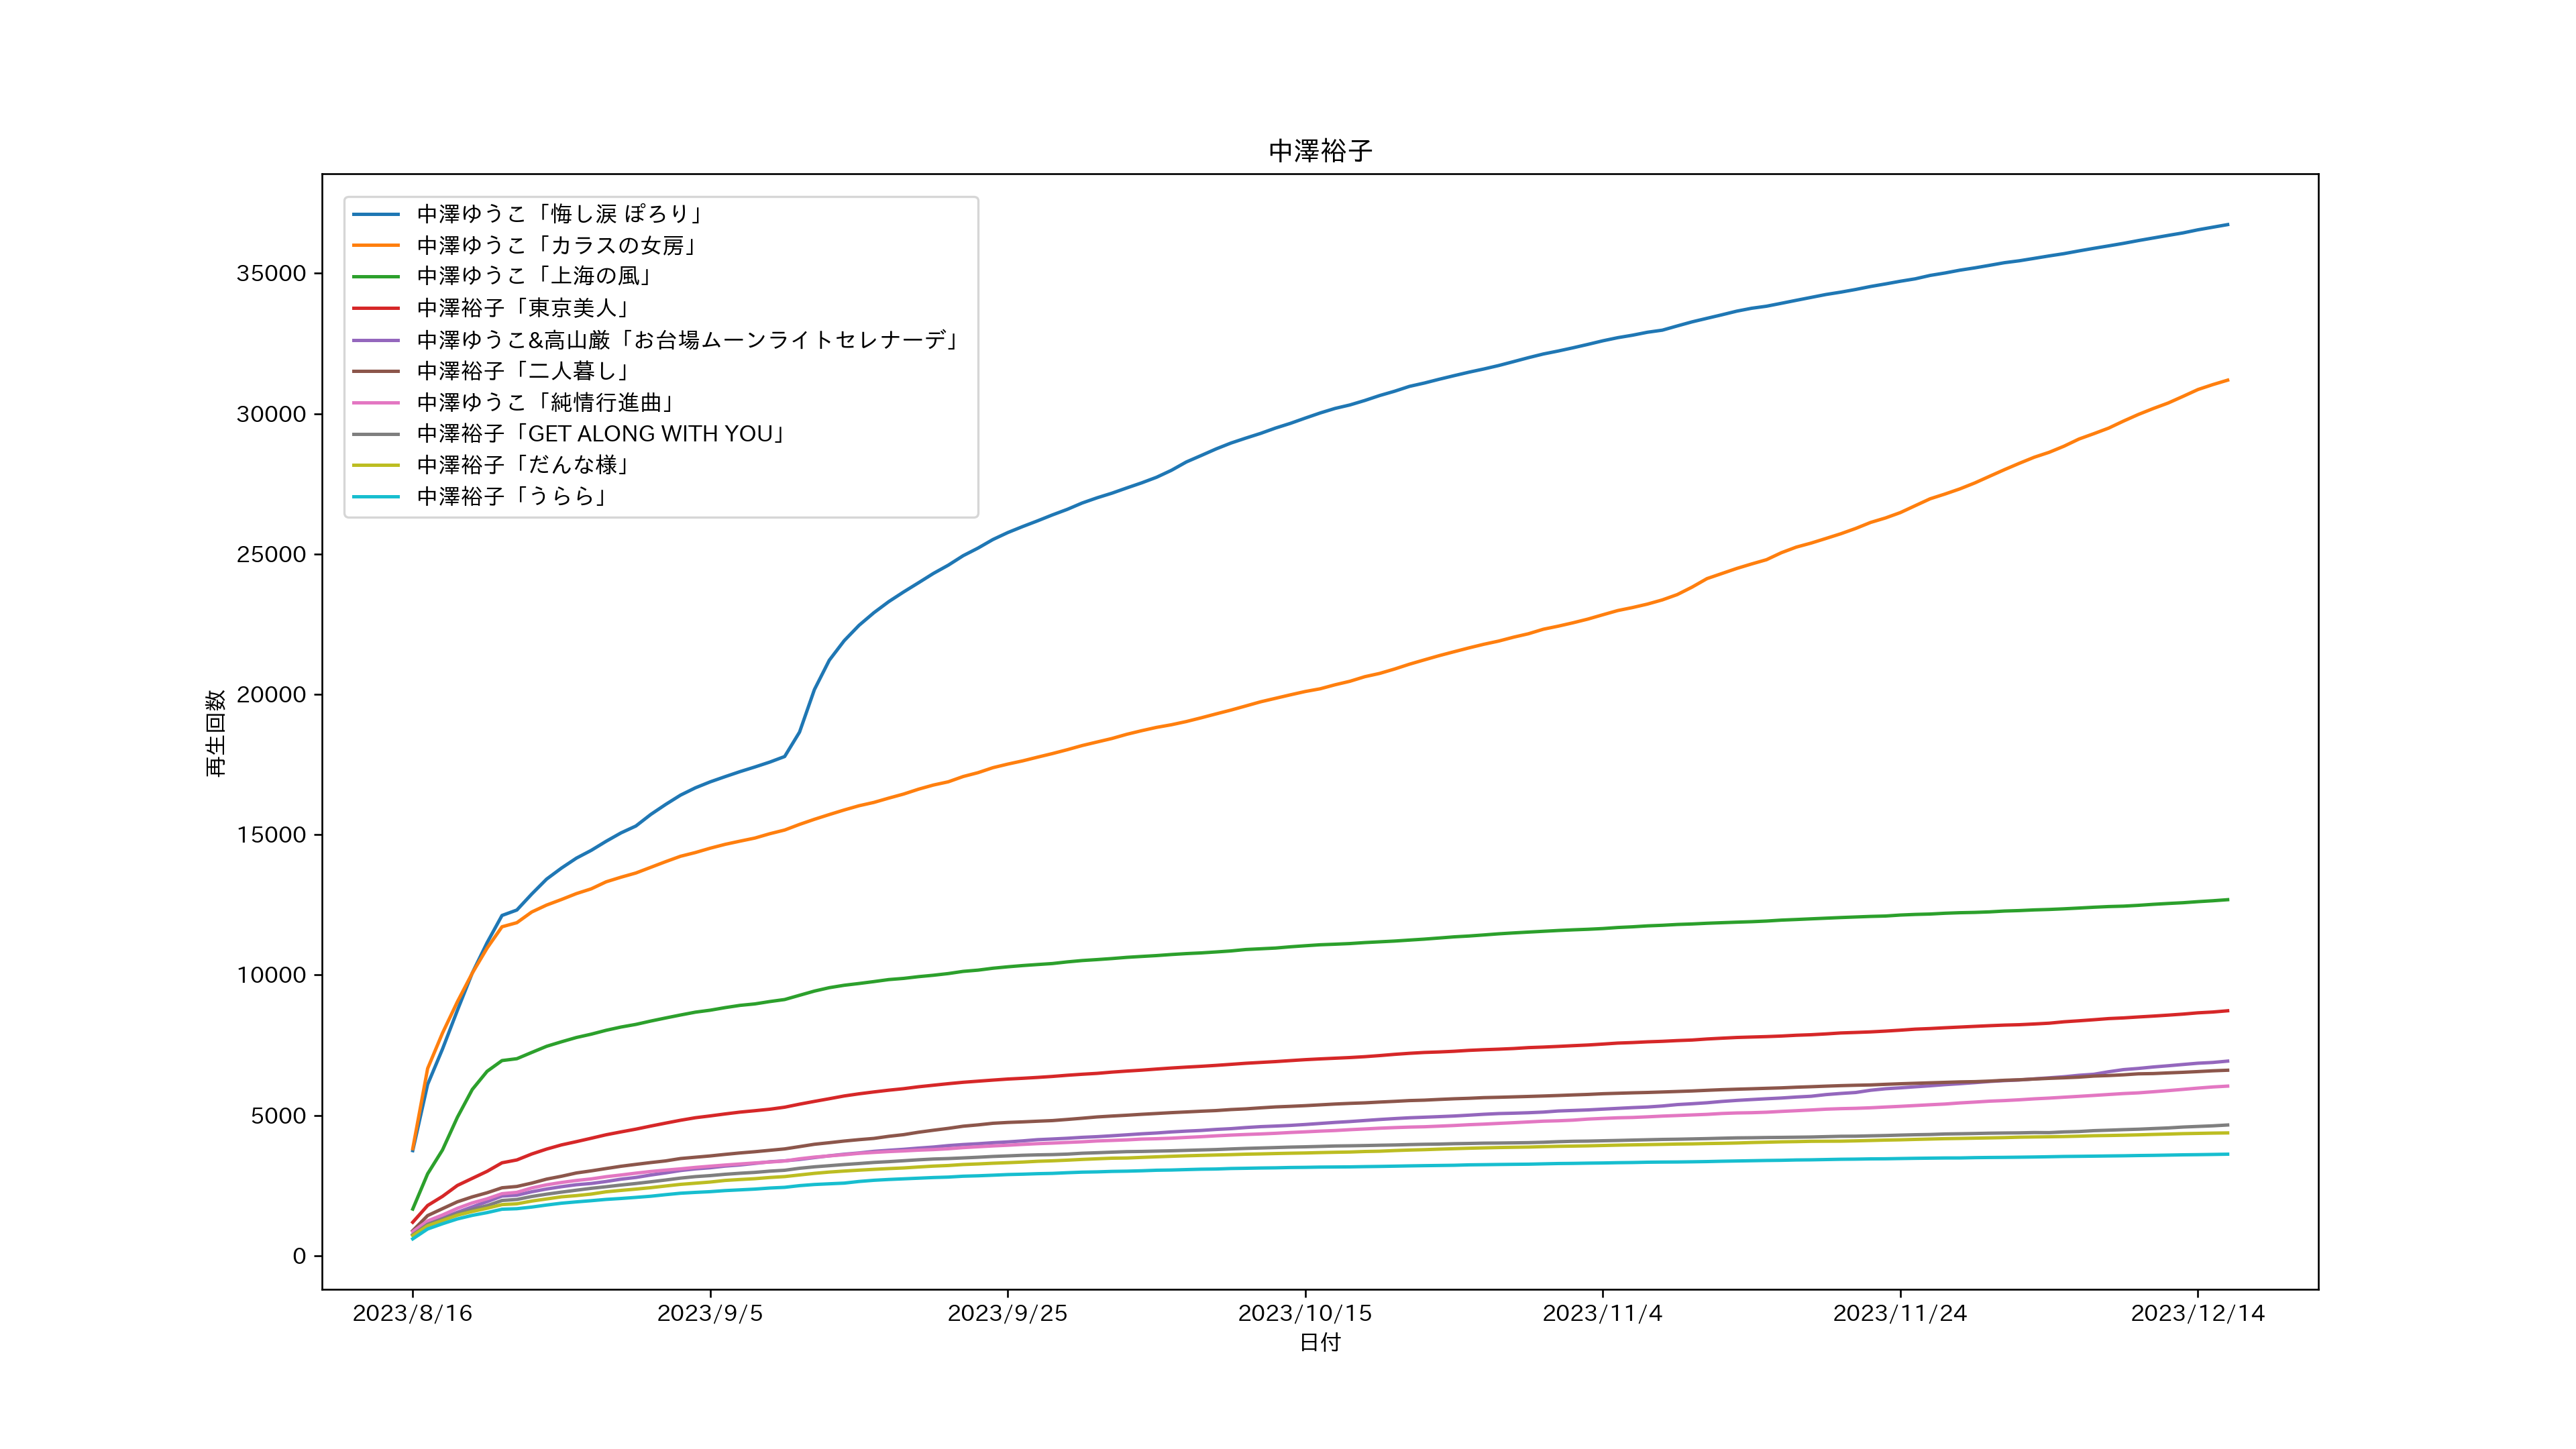 中澤裕子
中澤ゆうこ「悔し涙 ぽろり」
中澤ゆうこ「カラスの女房」
中澤ゆうこ「上海の風」
中澤裕子「東京美人」
中澤ゆうこ&高山厳「お台場ムーンライトセレナーデ」
中澤裕子「二人暮し」
中澤ゆうこ「純情行進曲」
中澤裕子「GET ALONG WITH YOU」
中澤裕子「だんな様」
中澤裕子「うらら」
再生回数
35000
30000
25000
20000
15000
10000
5000
0
2023/8/16 2023/9/5 2023/9/25 2023/10/15 2023/11/4 2023/11/24 2023/12/14
日付